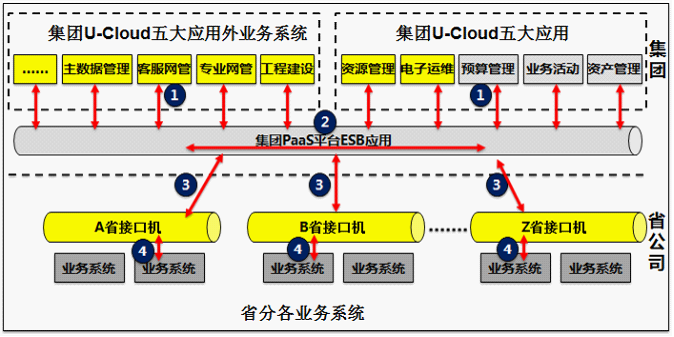 集团U-Cloud五大应用外业务系统
集团U-Cloud五大应用
集团
......
主数据管理
客服网管
专业网管
工程建设
资源管理
电子运维
预算管理
业务活动
资产管理
1
1
2
集团PaaS平台ESB应用
3
3
3
省公司
A省接口机
B省接口机
........
Z省接口机
4
4
4
业务系统
业务系统
业务系统
业务系统
业务系统
业务系统
省分各业务系统